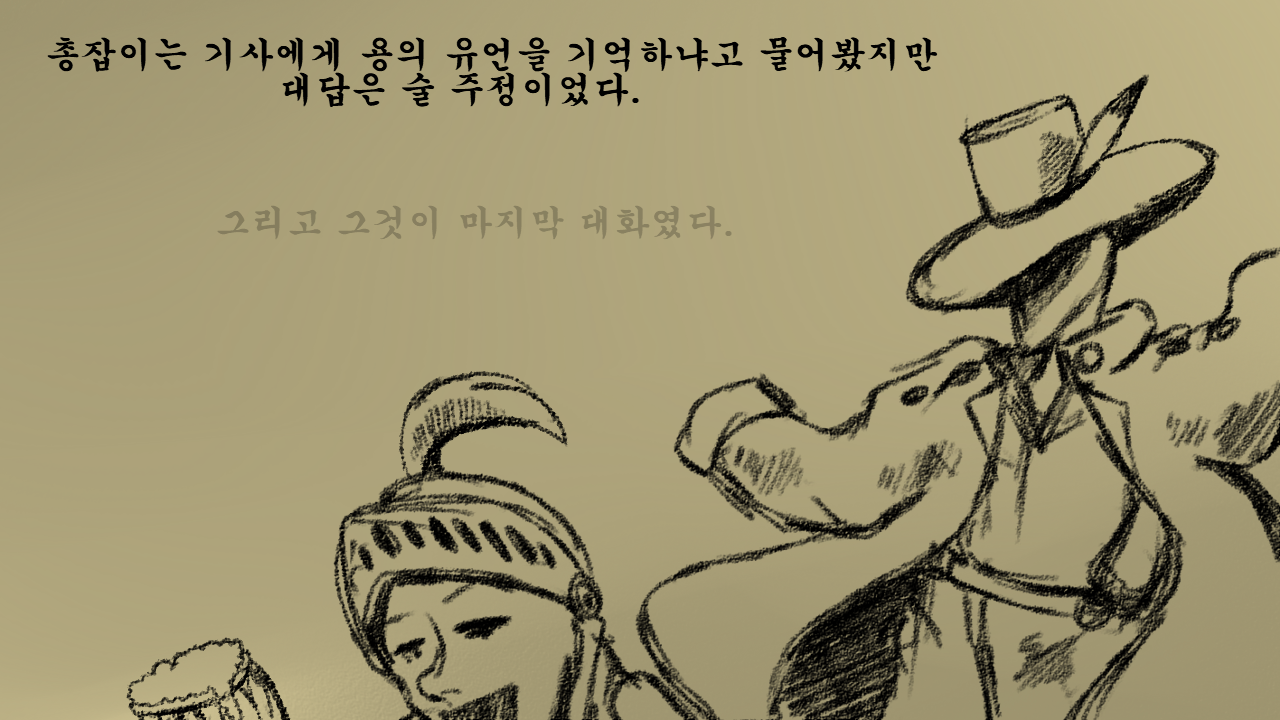 총잡이는 기사에게 용의 유언을 기억하냐고 물어봤지만
대답은 술 주정이었다.
그리고 그것이 마지막 대화였다.